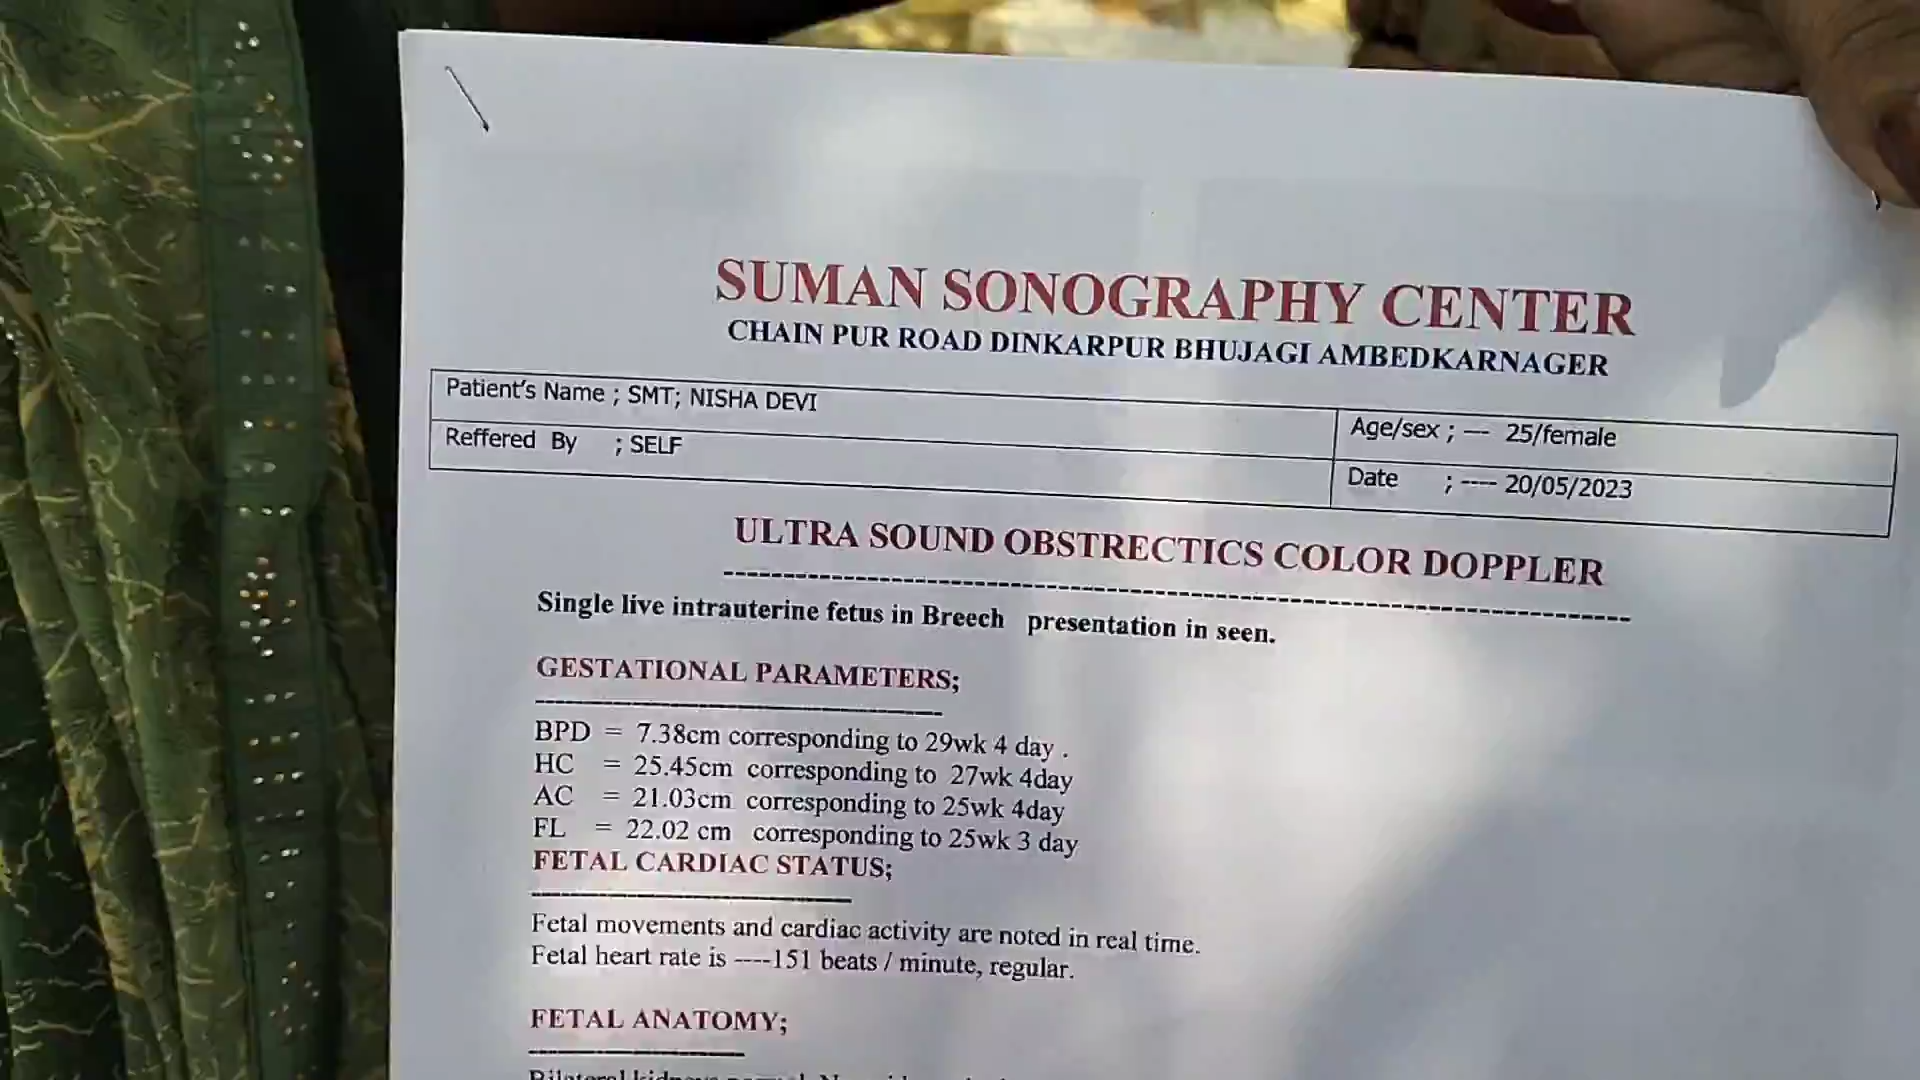 SUMAN SONOGRAPHY CENTER
CHAIN PUR ROAD DINKARPUR BHUJAGI AMBEDKARNAGER
Patient's Name ; SMT; NISHA DEVI
Age/sex ; --- 25/female
Reffered By ; SELF
Date ; ---- 20/05/2023
ULTRA SOUND OBSTRECTICS COLOR DOPPLER
Single live intrauterine fetus in Breech presentation in seen.
GESTATIONAL PARAMETERS;
BPD = 7.38cm corresponding to 29wk 4 day .
HC = 25.45cm corresponding to 27wk 4day
AC = 21.03cm corresponding to 25wk 4day
FL = 22.02 cm corresponding to 25wk 3 day
FETAL CARDIAC STATUS;
Fetal movements and cardiac activity are noted in real time.
Fetal heart rate is ----151 beats / minute, regular.
FETAL ANATOMY;
Bilateral kidneys normal.